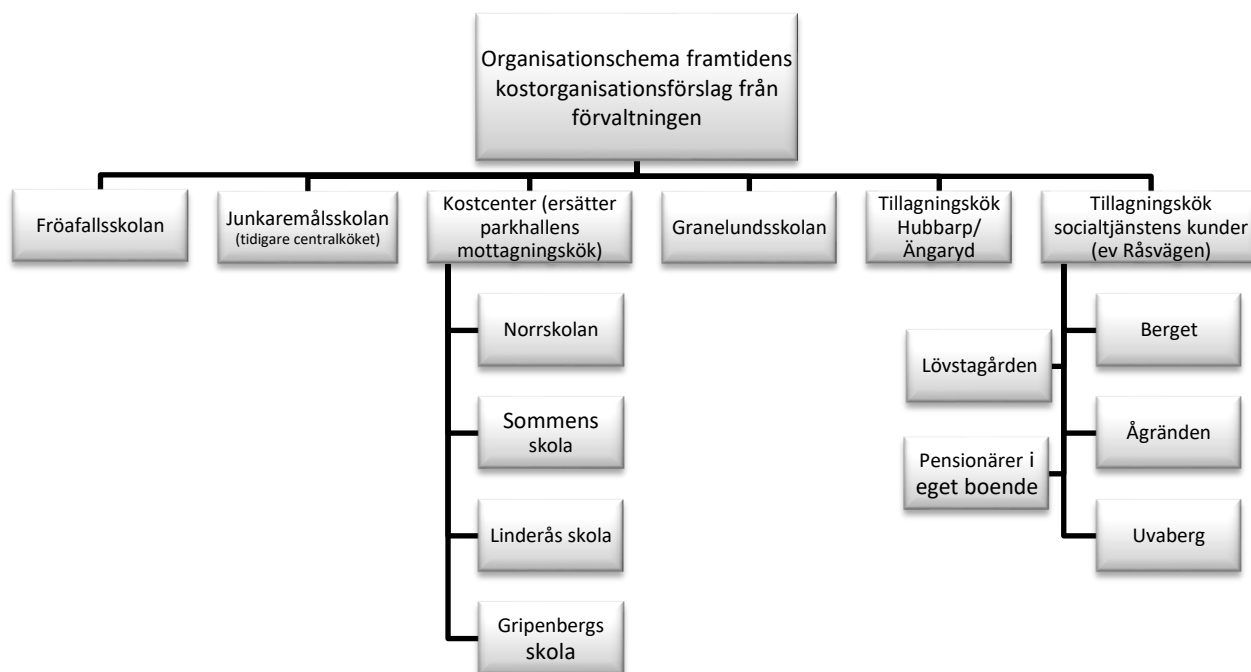 Organisationschema framtidens
kostorganisationsförslag från
förvaltningen
Fröafallsskolan
Junkaremålsskolan
(tidigare centralköket)
Kostcenter (ersätter
parkhallens
mottagningskök)
Granelundsskolan
Tillagningskök
Hubbarp/
Ängaryd
Tillagningskök
socialtjänstens kunder
(ev Råsvägen)
Norrskolan
Sommens
skola
Linderås skola
Gripenbergs
skola
Lövstagården
Pensionärer i
eget boende
Berget
Ågränden
Uvaberg